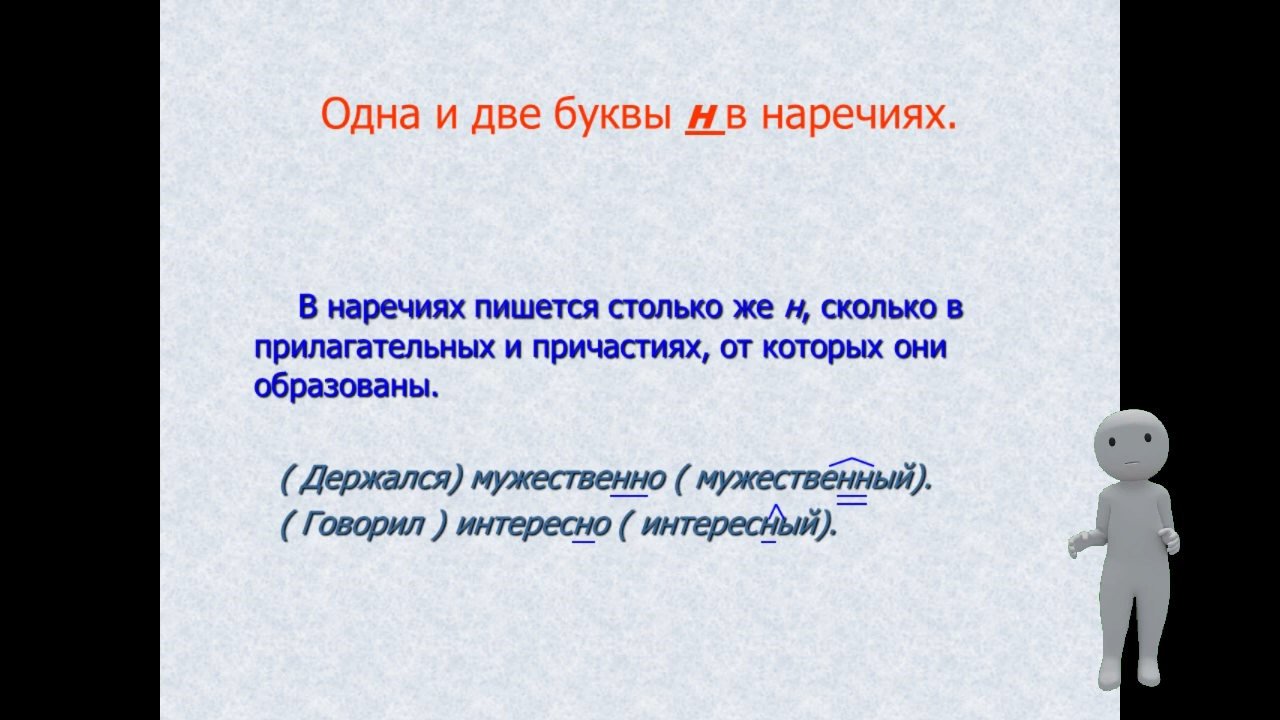 Одна и две буквы н в наречиях.
В наречиях пишется столько же н, сколько в
прилагательных и причастиях, от которых они
образованы.
( Держался) мужественно ( мужественный).
( Говорил ) интересно ( интересный).